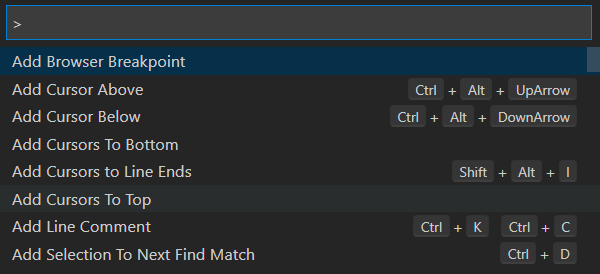 >
Add Browser Breakpoint
Add Cursor Above Ctrl + Alt + UpArrow
Add Cursor Below Ctrl + Alt + DownArrow
Add Cursors To Bottom
Add Cursors to Line Ends Shift + Alt + I
Add Cursors To Top
Add Line Comment Ctrl + K Ctrl + C
Add Selection To Next Find Match Ctrl + D